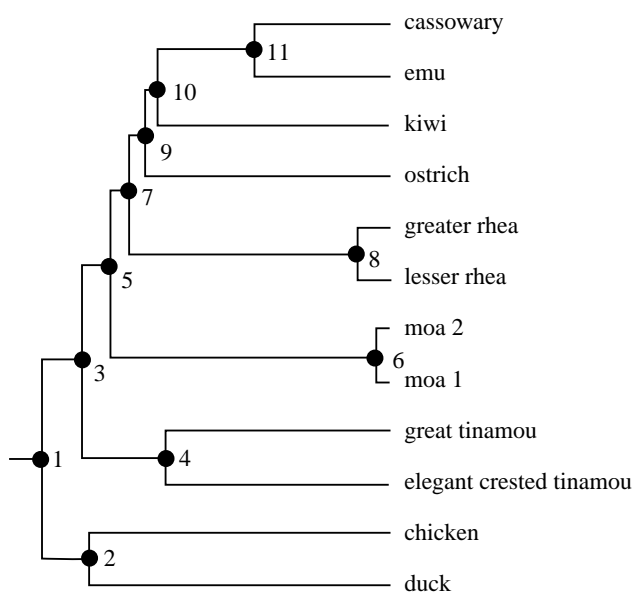 cassowary
11
emu
10
kiwi
9
ostrich
7
greater rhea
8
lesser rhea
5
moa 2
6
3
moa 1
great tinamou
1
4
elegant crested tinamou
chicken
2
duck